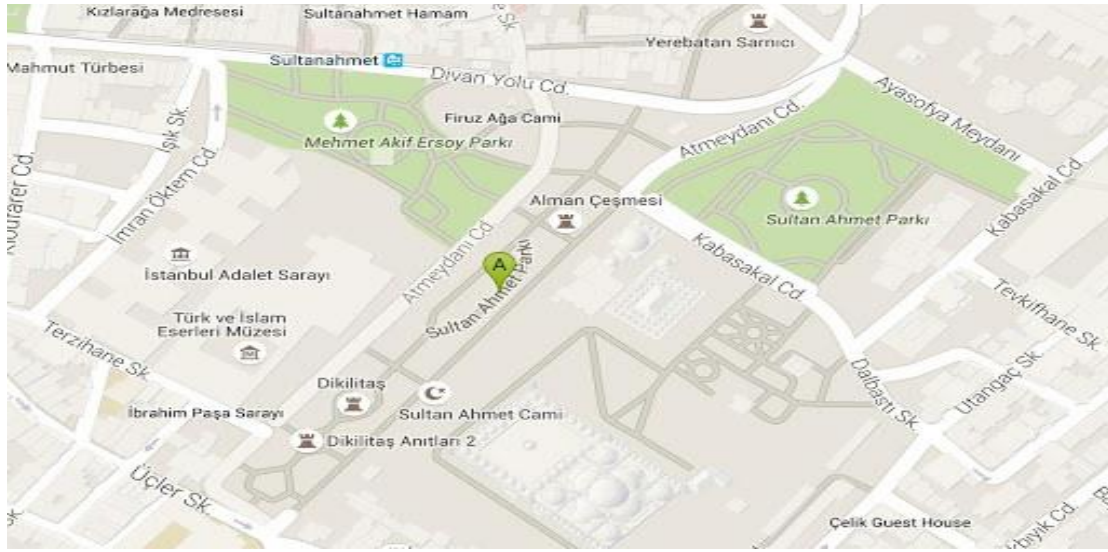 Kızlarağa Medresesi
Sultanahmet Hamam
Yerebatan Sarnıcı
Sultanahmet
Mahmut Türbesi
Divan Yolu Cd.
Ayasofya Meydanı
Işık Sk.
Firuz Ağa Cami
Mehmet Akif Ersoy Parkı
Atmeydanı Cd.
Klodfarer Cd.
İmran Öktem Cd.
Alman Çeşmesi
Sultan Ahmet Parkı
Kabasakal Cd.
Kabasakal Cd.
Atmeydanı Cd.
A
Sultan Ahmet Parkı
İstanbul Adalet Sarayı
Tevkifhane Sk.
Türk ve İslam
Eserleri Müzesi
Terzihane Sk.
Dalbastı Sk.
Utangaç Sk
Dikilitaş
İbrahim Paşa Sarayı
Sultan Ahmet Cami
Dikilitaş Anıtları 2
Üçler Sk.
Çelik Guest House